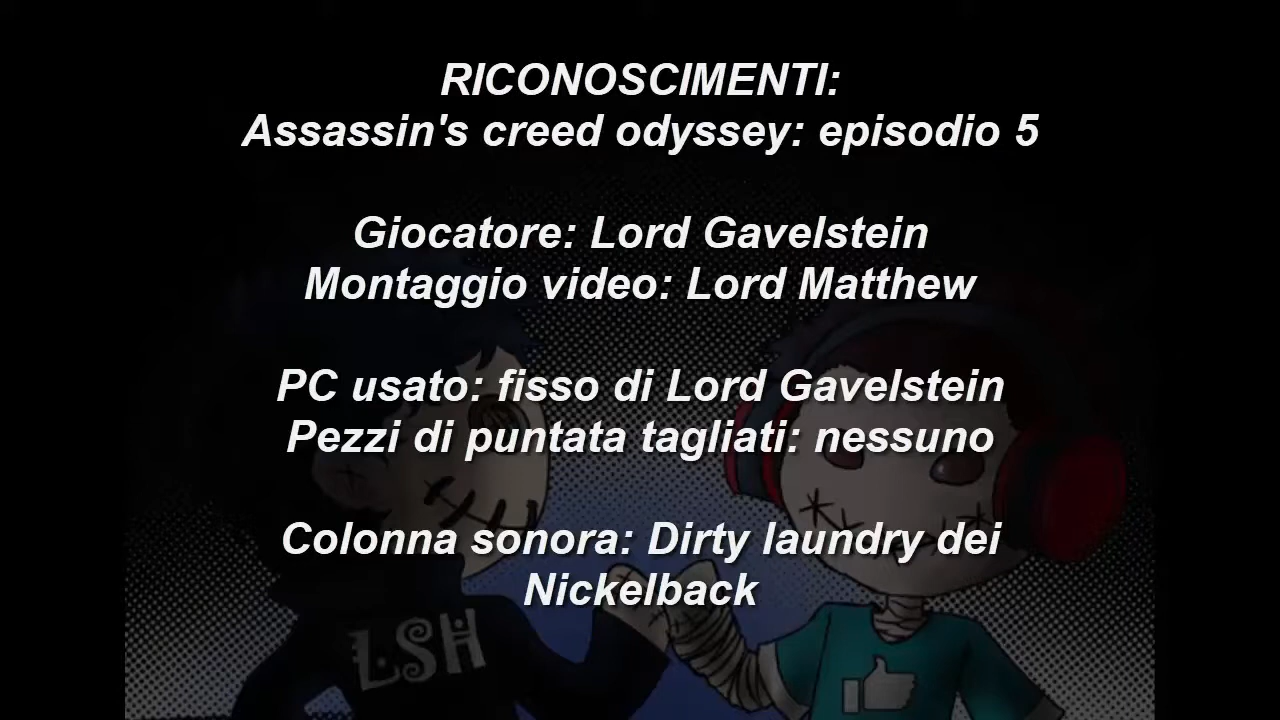 RICONOSCIMENTI:
Assassin's creed odyssey: episodio 5
Giocatore: Lord Gavelstein
Montaggio video: Lord Matthew
PC usato: fisso di Lord Gavelstein
Pezzi di puntata tagliati: nessuno
Colonna sonora: Dirty laundry dei
Nickelback
LSH